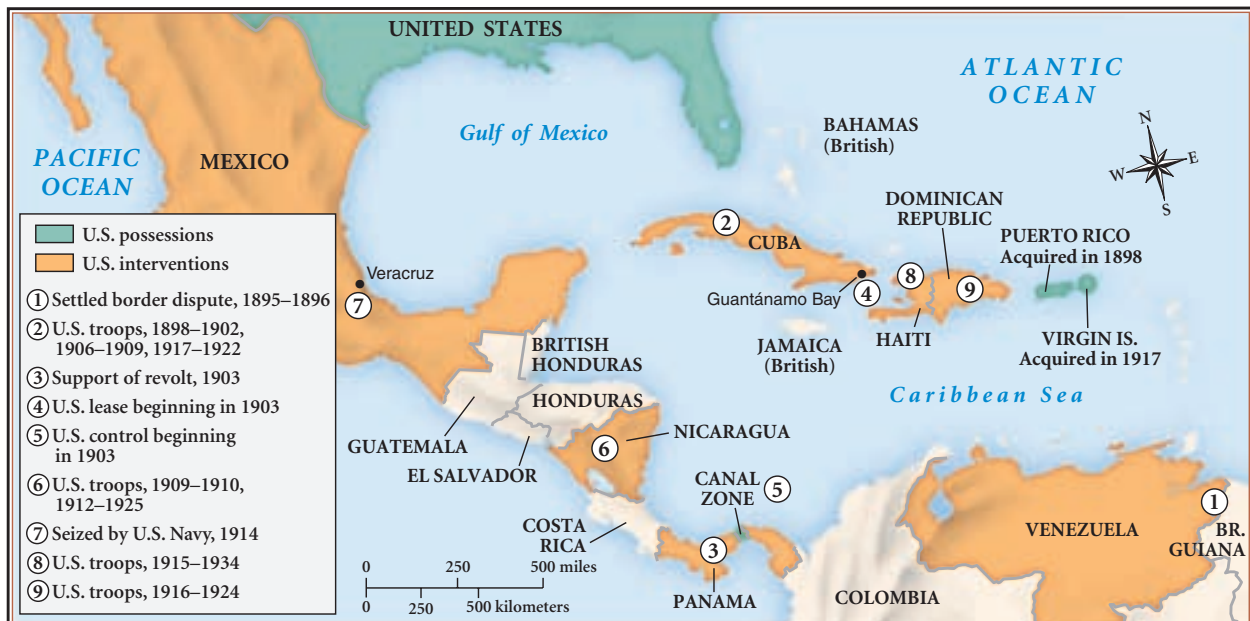 UNITED STATES
ATLANTIC
OCEAN
Gulf of Mexico
BAHAMAS
(British)
N
E
W
S
PACIFIC
OCEAN
MEXICO
DOMINICAN
REPUBLIC
PUERTO RICO
Acquired in 1898
2
CUBA
8
9
Veracruz
7
Guantánamo Bay
4
HAITI
VIRGIN IS.
Acquired in 1917
JAMAICA
(British)
BRITISH
HONDURAS
Caribbean Sea
HONDURAS
GUATEMALA
NICARAGUA
6
EL SALVADOR
CANAL
ZONE
5
1
COSTA
RICA
VENEZUELA
BR.
GUIANA
3
PANAMA
COLOMBIA
U.S. possessions
U.S. interventions
1 Settled border dispute, 1895–1896
2 U.S. troops, 1898–1902,
1906–1909, 1917–1922
3 Support of revolt, 1903
4 U.S. lease beginning in 1903
5 U.S. control beginning
in 1903
6 U.S. troops, 1909–1910,
1912–1925
7 Seized by U.S. Navy, 1914
8 U.S. troops, 1915–1934
9 U.S. troops, 1916–1924
0 250 500 miles
0 250 500 kilometers